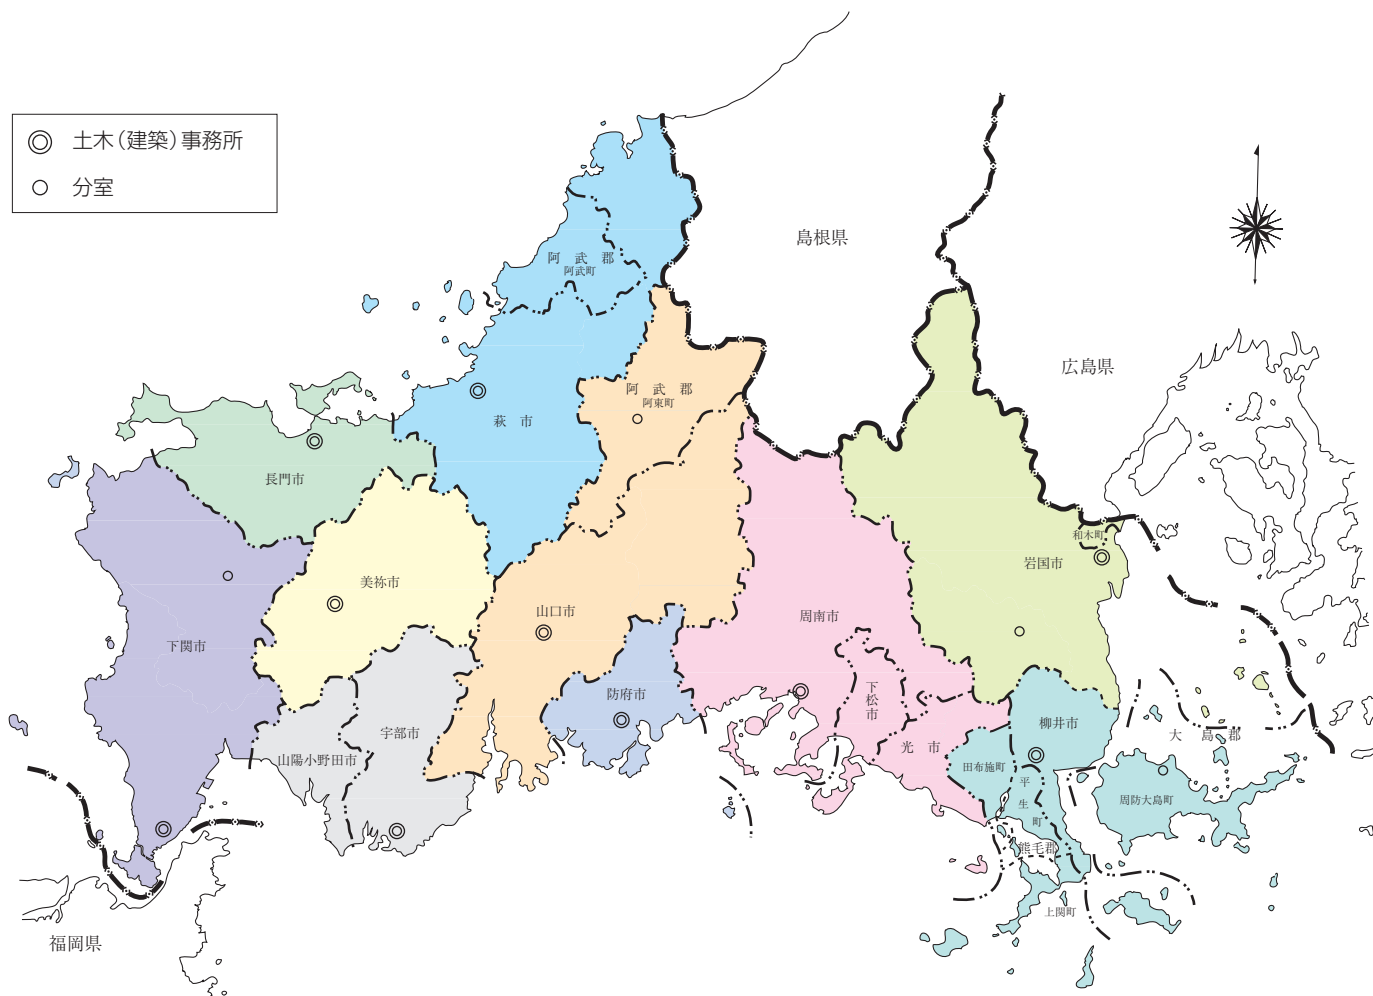 土木(建築)事務所
分室
島根県
広島県
阿武郡
阿武町
阿武郡
阿東町
萩市
長門市
和木町
岩国市
美祢市
山口市
周南市
下関市
下松市
防府市
柳井市
宇部市
大島郡
光市
山陽小野田市
田布施町
平生町
周防大島町
熊毛郡
上関町
福岡県